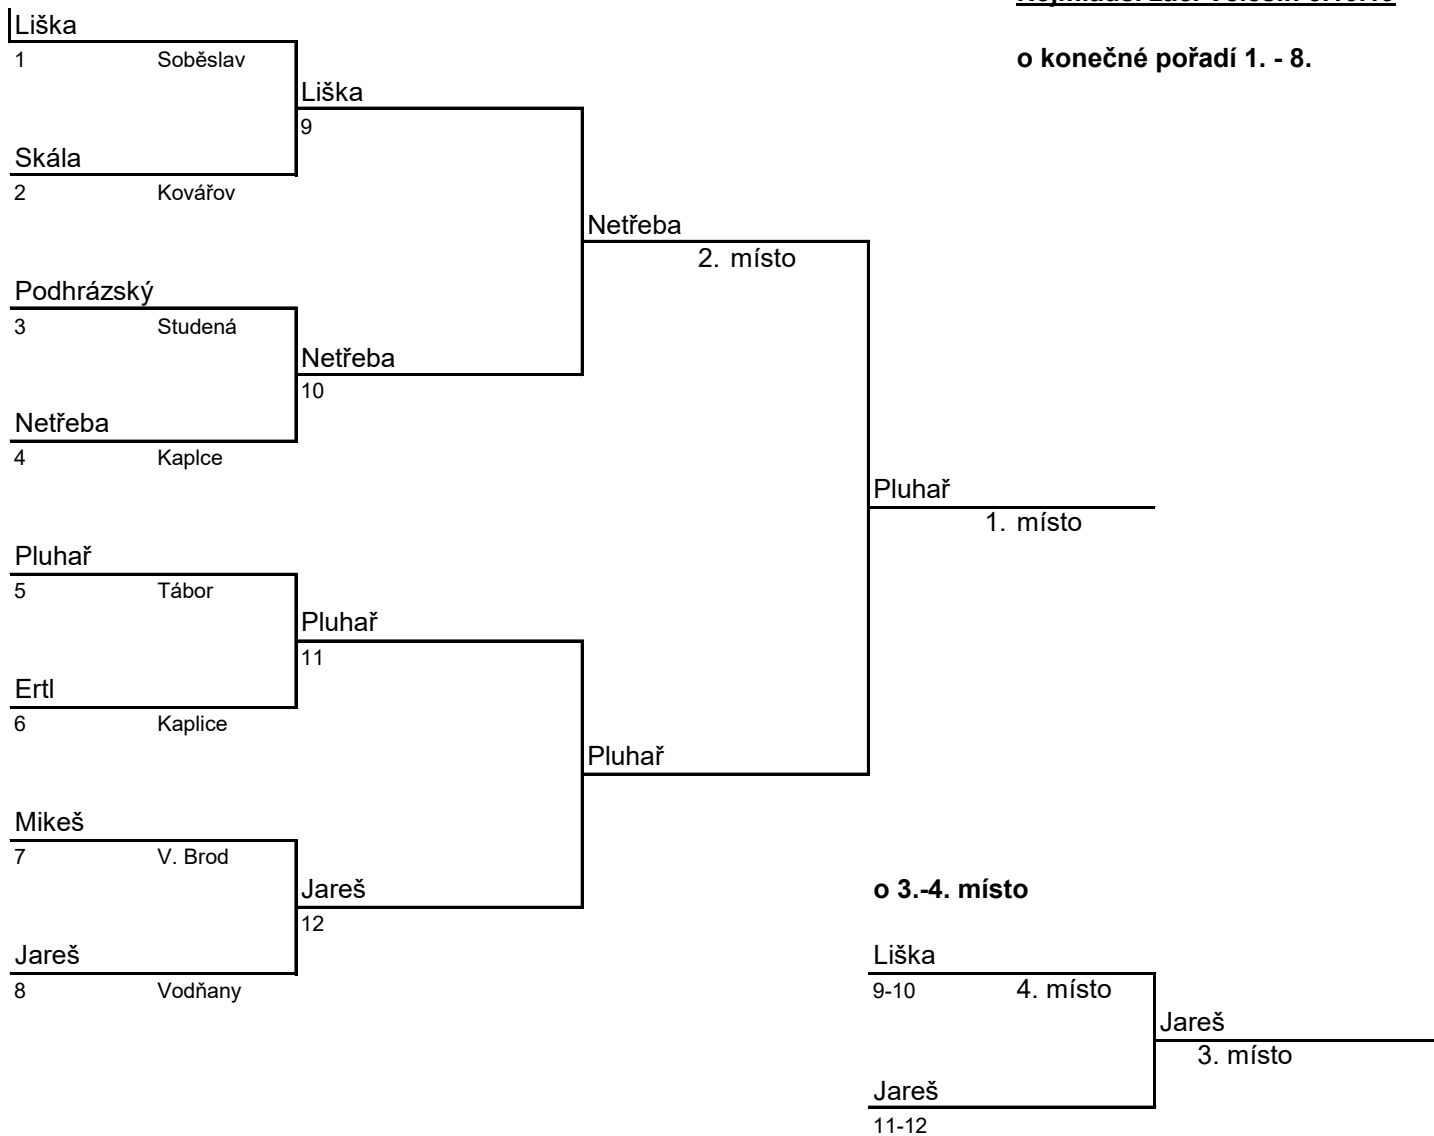 Liška
1 Soběslav
o konečné pořadí 1. - 8.
Liška
9
Skála
2 Kovářov
Netřeba
2. místo
Podhrázský
3 Studená
Netřeba
10
Netřeba
4 Kaplce
Pluhař
1. místo
Pluhař
5 Tábor
Pluhař
11
Ertl
6 Kaplice
Pluhař
Mikeš
7 V. Brod
Jareš
12
o 3.-4. místo
Jareš
8 Vodňany
Liška
9-10 4. místo
Jareš
3. místo
Jareš
11-12